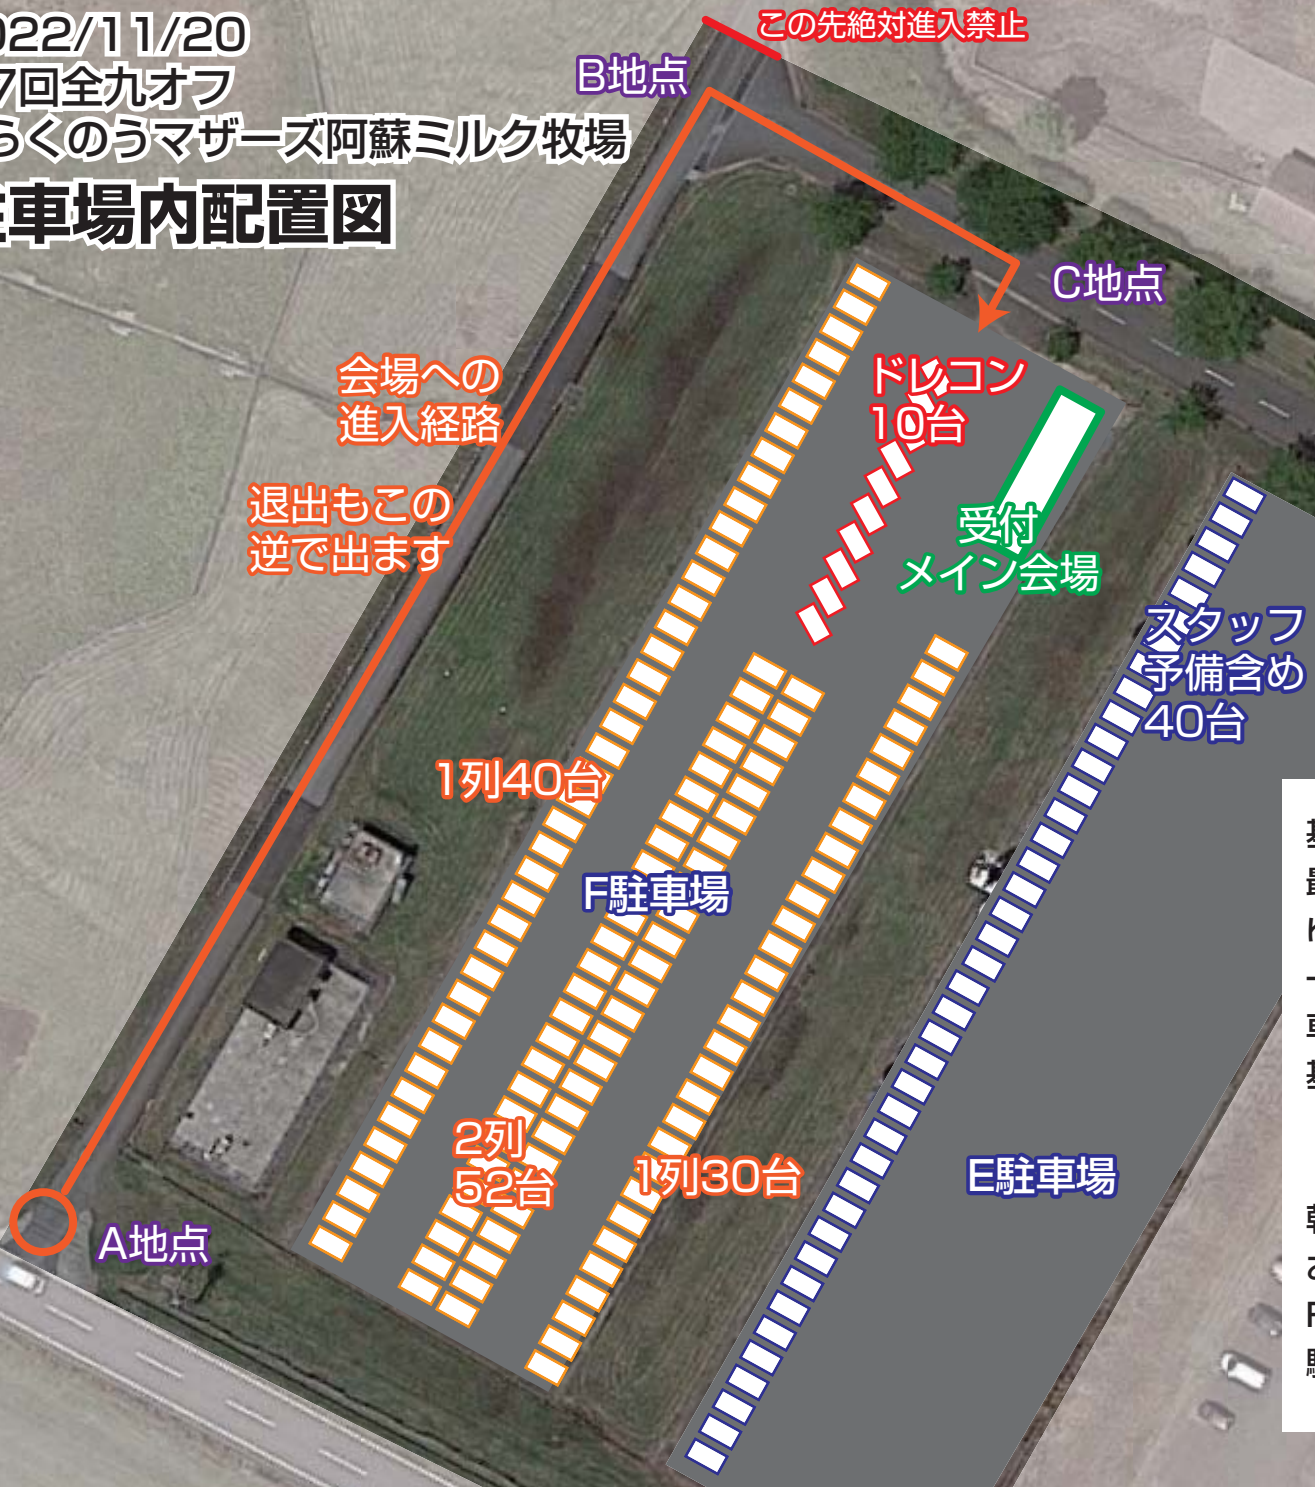 022/11/20
7回全九オフ
らくのうマザーズ阿蘇ミルク牧場
車場内配置図
この先絶対進入禁止
B地点
C地点
会場への
進入経路
退出もこの
逆で出ます
ドレコン
10台
受付
メイン会場
スタッフ
予備含め
40台
1列40台
F駐車場
2列
52台
1列30台
E駐車場
A地点